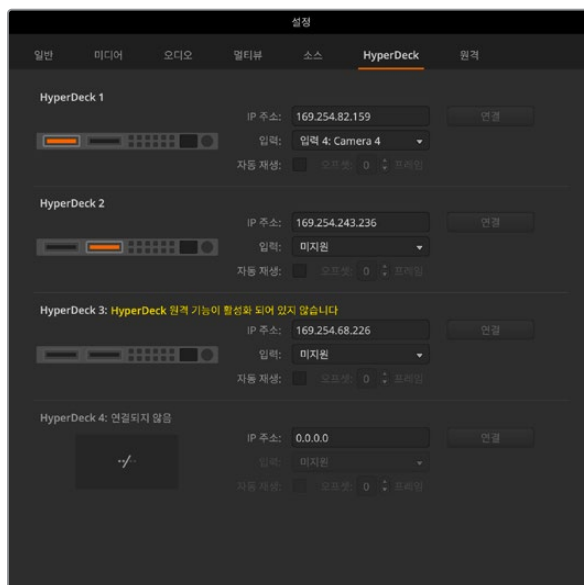 설정
일반 미디어 오디오 멀티뷰 소스 HyperDeck 원격
HyperDeck 1
IP 주소: 169.254.82.159 연결
입력: 입력 4: Camera 4
자동 재생: 오프셋: 0 프레임
HyperDeck 2
IP 주소: 169.254.243.236 연결
입력: 미지원
자동 재생: 오프셋: 0 프레임
HyperDeck 3: HyperDeck 원격 기능이 활성화 되어 있지 않습니다
IP 주소: 169.254.68.226 연결
입력: 미지원
자동 재생: 오프셋: 0 프레임
HyperDeck 4: 연결되지 않음
IP 주소: 0.0.0.0 연결
--/--
입력: 미지원
자동 재생: 오프셋: 0 프레임